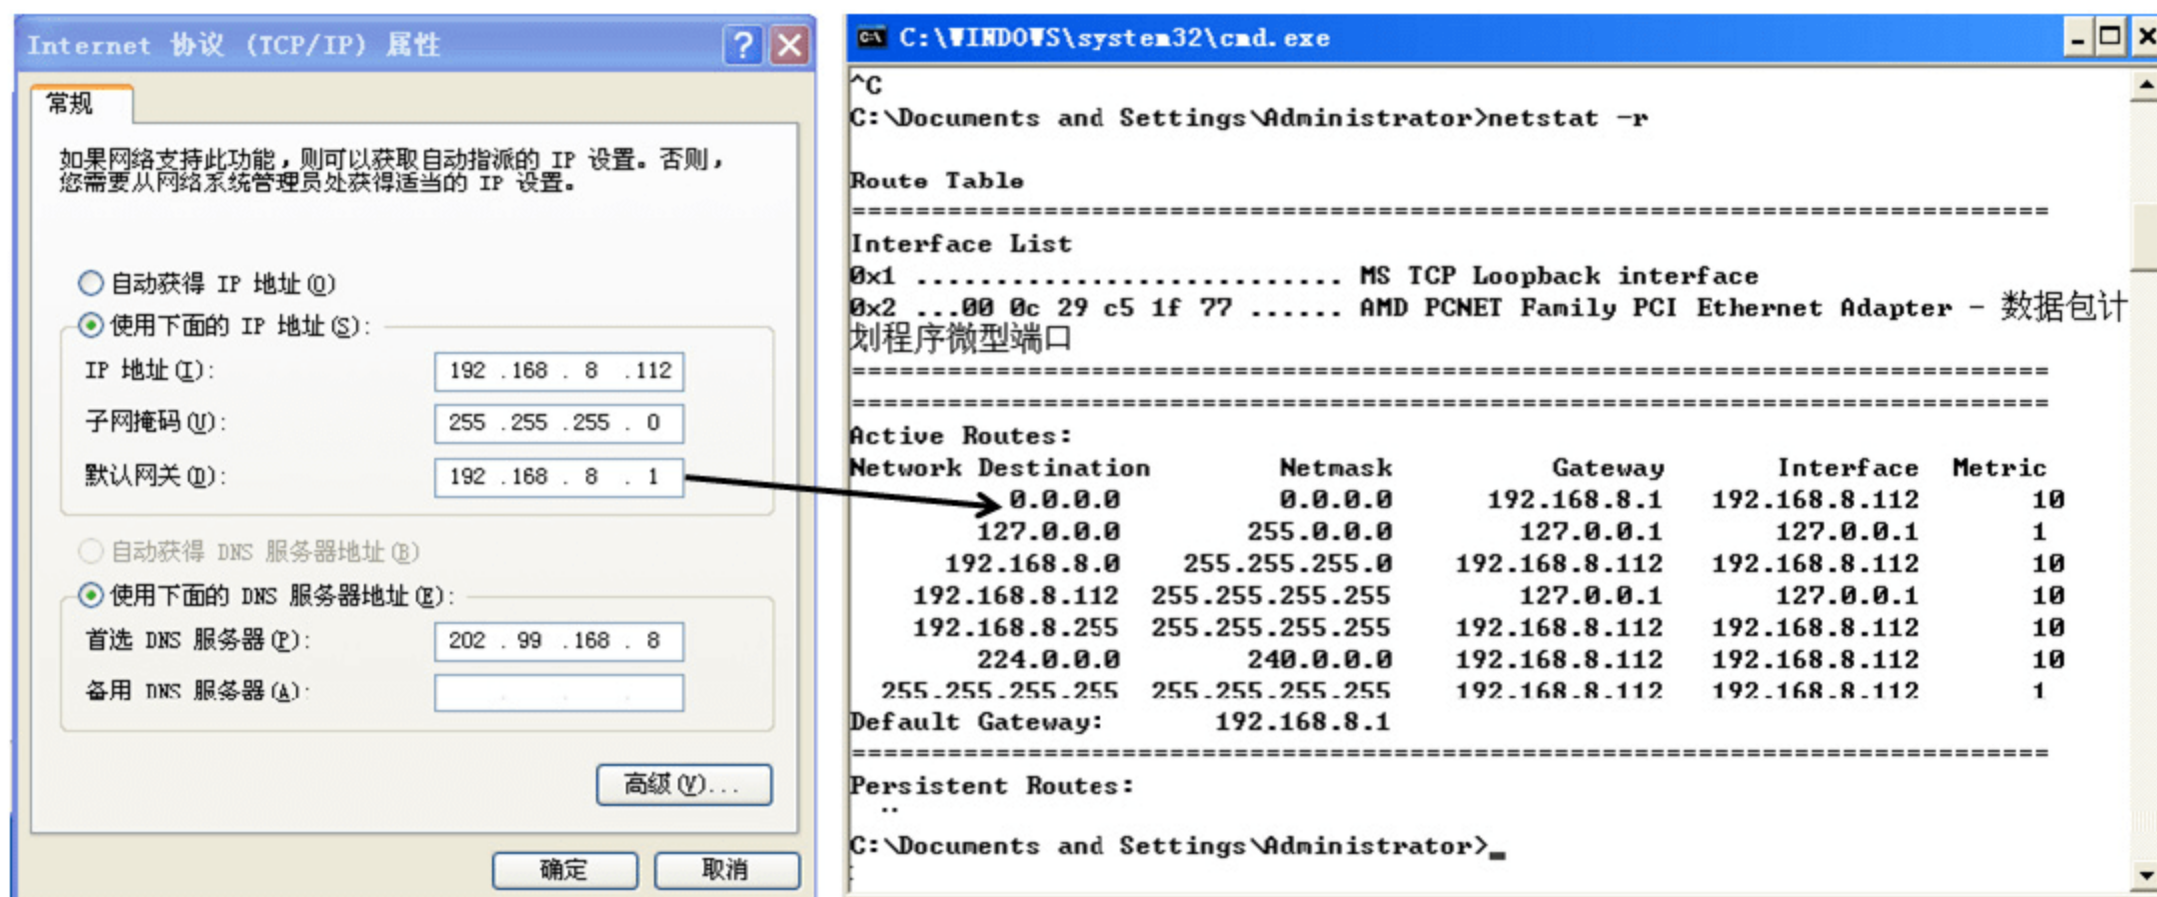 Internet 协议 (TCP/IP) 属性
常规
如果网络支持此功能，则可以获取自动指派的 IP 设置。否则，
您需要从网络系统管理员处获得适当的 IP 设置。
自动获得 IP 地址(O)
使用下面的 IP 地址(S):
IP 地址(I): 192 .168 . 8 .112
子网掩码(U): 255 .255 .255 . 0
默认网关(D): 192 .168 . 8 . 1
自动获得 DNS 服务器地址(B)
使用下面的 DNS 服务器地址(E):
首选 DNS 服务器(P): 202 . 99 .168 . 8
备用 DNS 服务器(A): . . .
高级(V)...
确定 取消
C:\WINDOWS\system32\cmd.exe
^C
C:\Documents and Settings\Administrator>netstat -r
Route Table
===========================================================================
Interface List
0x1 ........................... MS TCP Loopback interface
0x2 ...00 0c 29 c5 1f 77 ...... AMD PCNET Family PCI Ethernet Adapter - 数据包计
划程序微型端口
===========================================================================
===========================================================================
Active Routes:
Network Destination Netmask Gateway Interface Metric
0.0.0.0 0.0.0.0 192.168.8.1 192.168.8.112 10
127.0.0.0 255.0.0.0 127.0.0.1 127.0.0.1 1
192.168.8.0 255.255.255.0 192.168.8.112 192.168.8.112 10
192.168.8.112 255.255.255.255 127.0.0.1 127.0.0.1 10
192.168.8.255 255.255.255.255 192.168.8.112 192.168.8.112 10
224.0.0.0 240.0.0.0 192.168.8.112 192.168.8.112 10
255.255.255.255 255.255.255.255 192.168.8.112 192.168.8.112 1
Default Gateway: 192.168.8.1
===========================================================================
Persistent Routes:
C:\Documents and Settings\Administrator>_